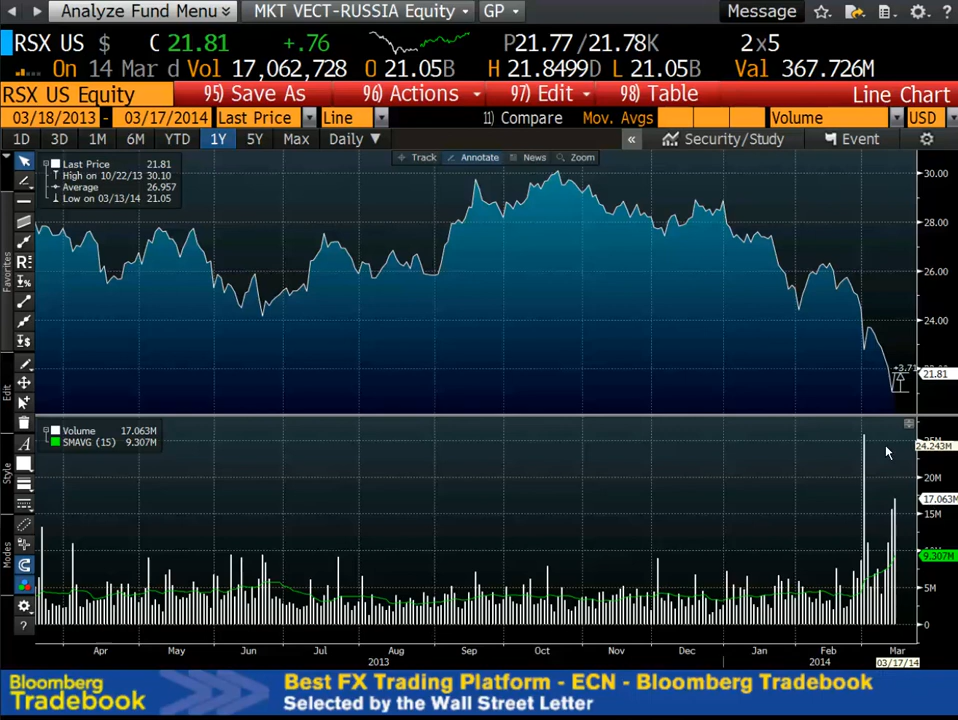 Analyze Fund Menu MKT VECT-RUSSIA Equity GP Message ?
RSX US $ C 21.81 +.76 P21.77 /21.78K 2x5
On 14 Mar d Vol 17,062,728 O 21.05B H 21.8499D L 21.05B Val 367.726M
RSX US Equity 95) Save As 96) Actions 97) Edit 98) Table Line Chart
03/18/2013 - 03/17/2014 Last Price Line 11) Compare Mov. Avgs Volume USD
1D 3D 1M 6M YTD 1Y 5Y Max Daily « Security/Study Event
Track Annotate News Zoom
Last Price 21.81
High on 10/22/13 30.10
Average 26.957
Low on 03/13/14 21.05
30.00
28.00
26.00
24.00
+3.71
21.81
Favorites
Edit
Style
Modes
Volume 17.063M
SMAVG (15) 9.307M
24.243M
20M
17.063M
15M
9.307M
5M
0
Apr May Jun Jul Aug Sep Oct Nov Dec Jan Feb Mar
2013 2014 03/17/14
Bloomberg
Tradebook
Best FX Trading Platform - ECN - Bloomberg Tradebook
Selected by the Wall Street Letter